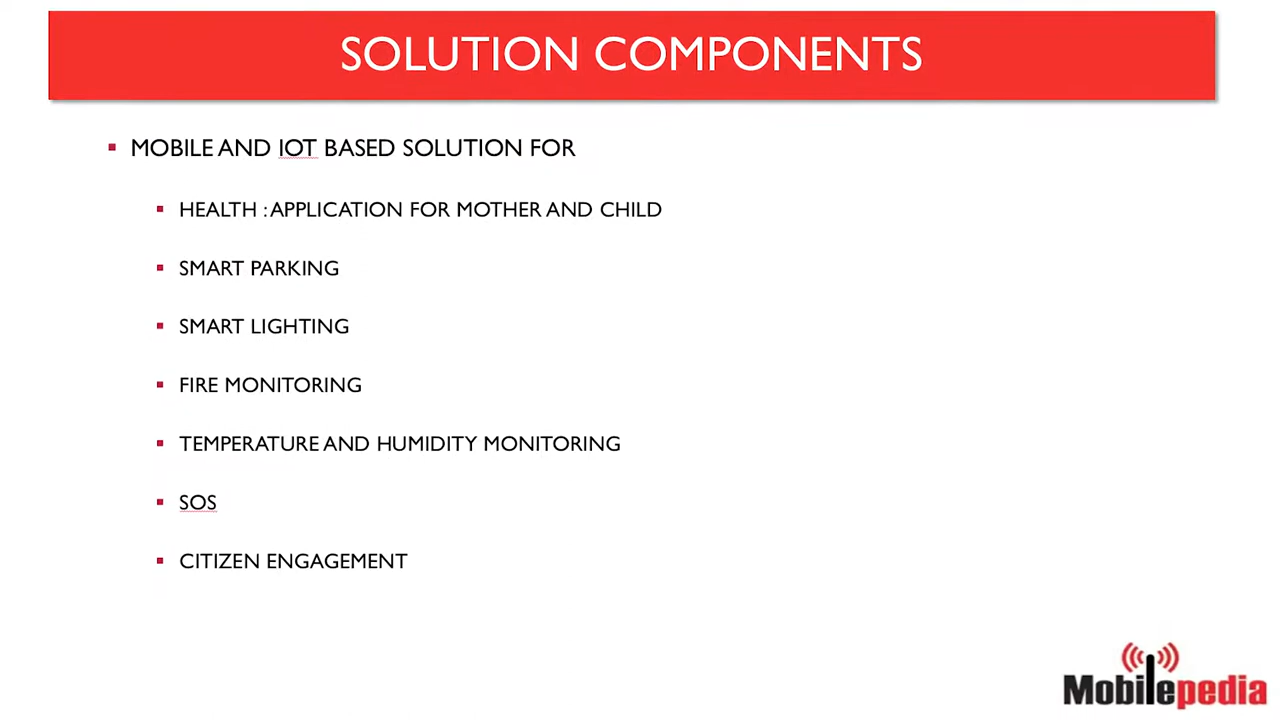 SOLUTION COMPONENTS
MOBILE AND IOT BASED SOLUTION FOR
HEALTH : APPLICATION FOR MOTHER AND CHILD
SMART PARKING
SMART LIGHTING
FIRE MONITORING
TEMPERATURE AND HUMIDITY MONITORING
SOS
CITIZEN ENGAGEMENT
Mobilepedia